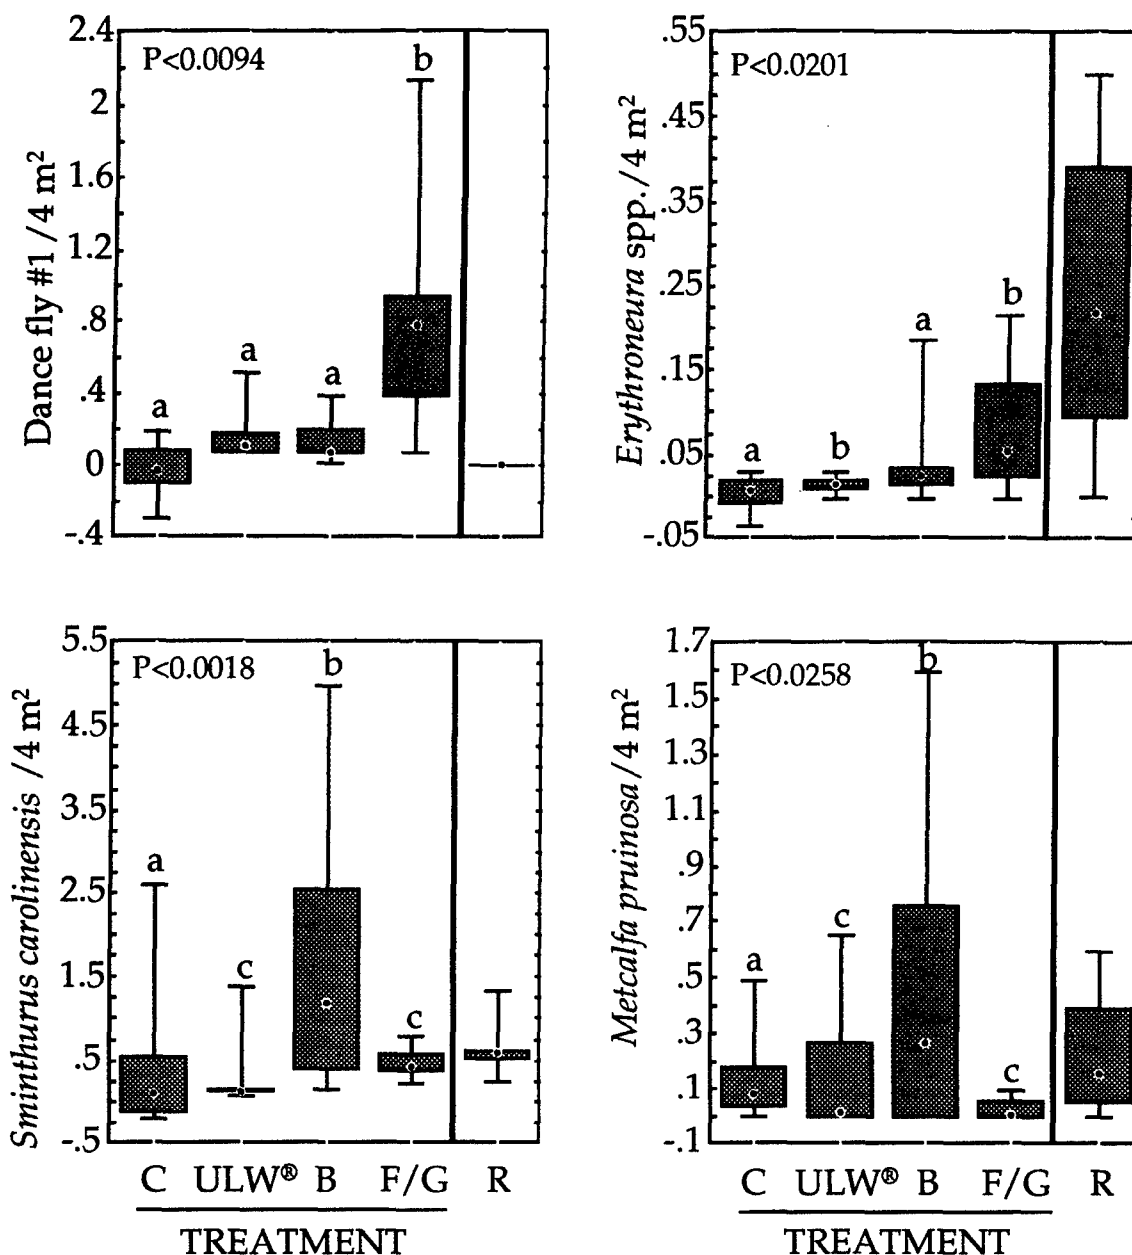 2.4
2
1.6
1.2
.8
.4
0
-.4
Dance fly #1 /4 m²
P<0.0094
a
a
a
b
.55
.45
.35
.25
.15
.05
-.05
Erythroneura spp. /4 m²
P<0.0201
a
b
a
b
5.5
4.5
3.5
2.5
1.5
.5
-.5
Sminthurus carolinensis /4 m²
P<0.0018
a
c
b
c
C ULW® B F/G R
TREATMENT
1.7
1.5
1.3
1.1
.9
.7
.5
.3
.1
-.1
Metcalfa pruinosa/4 m²
P<0.0258
a
c
b
c
C ULW® B F/G R
TREATMENT